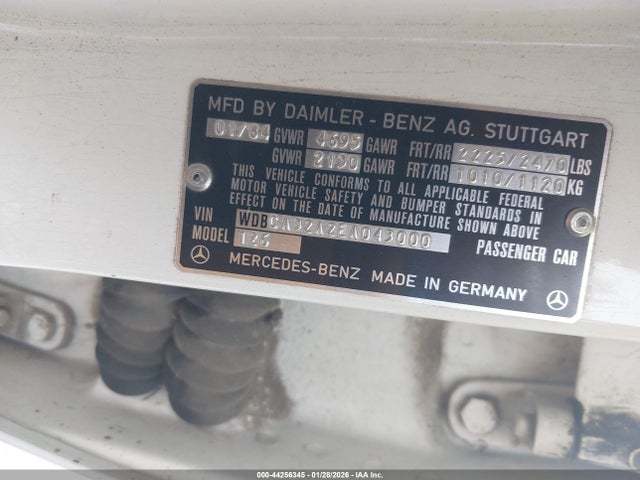 MFD BY DAIMLER - BENZ AG. STUTTGART
01/84 GVWR 4695 GAWR FRT/RR 2225/2470 LBS
GVWR 2130 GAWR FRT/RR 1010/1120 KG
THIS VEHICLE CONFORMS TO ALL APPLICABLE FEDERAL
MOTOR VEHICLE SAFETY AND BUMPER STANDARDS IN
EFFECT ON THE DATE OF MANUFACTURE SHOWN ABOVE
VIN WDBCA32A2EA043000
MODEL 126 PASSENGER CAR
MERCEDES-BENZ MADE IN GERMANY
000-44256345 | 01/28/2026 - IAA Inc.